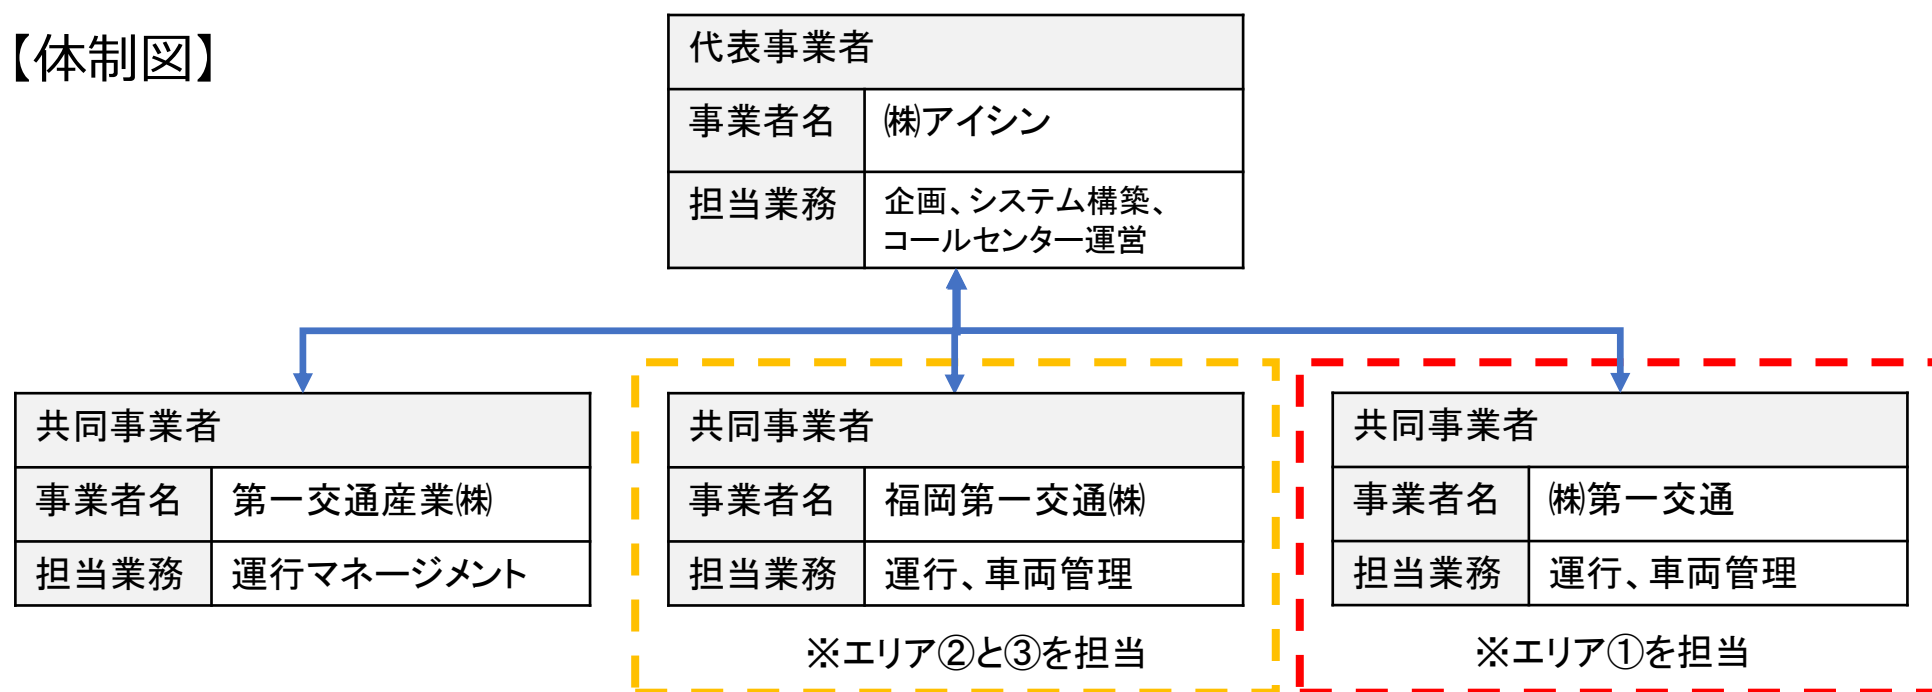 【体制図】
代表事業者
事業者名 ㈱アイシン
担当業務 企画、システム構築、
コールセンター運営
共同事業者
事業者名 第一交通産業㈱
担当業務 運行マネージメント
共同事業者
事業者名 福岡第一交通㈱
担当業務 運行、車両管理
※エリア②と③を担当
共同事業者
事業者名 ㈱第一交通
担当業務 運行、車両管理
※エリア①を担当